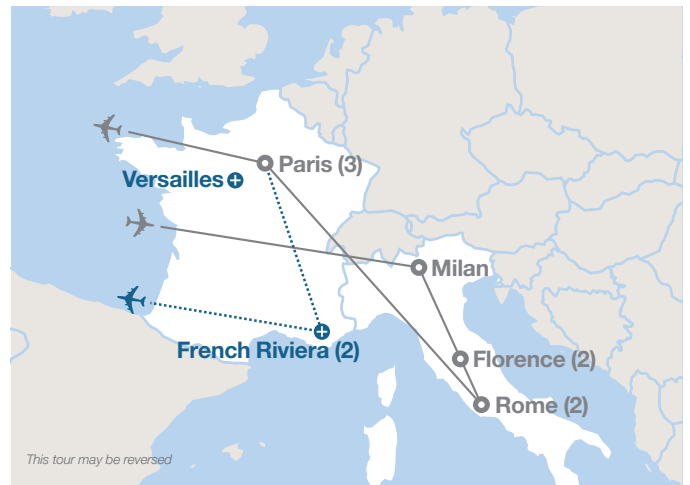 Paris (3)
Versailles
Milan
French Riviera (2)
Florence (2)
Rome (2)
This tour may be reversed